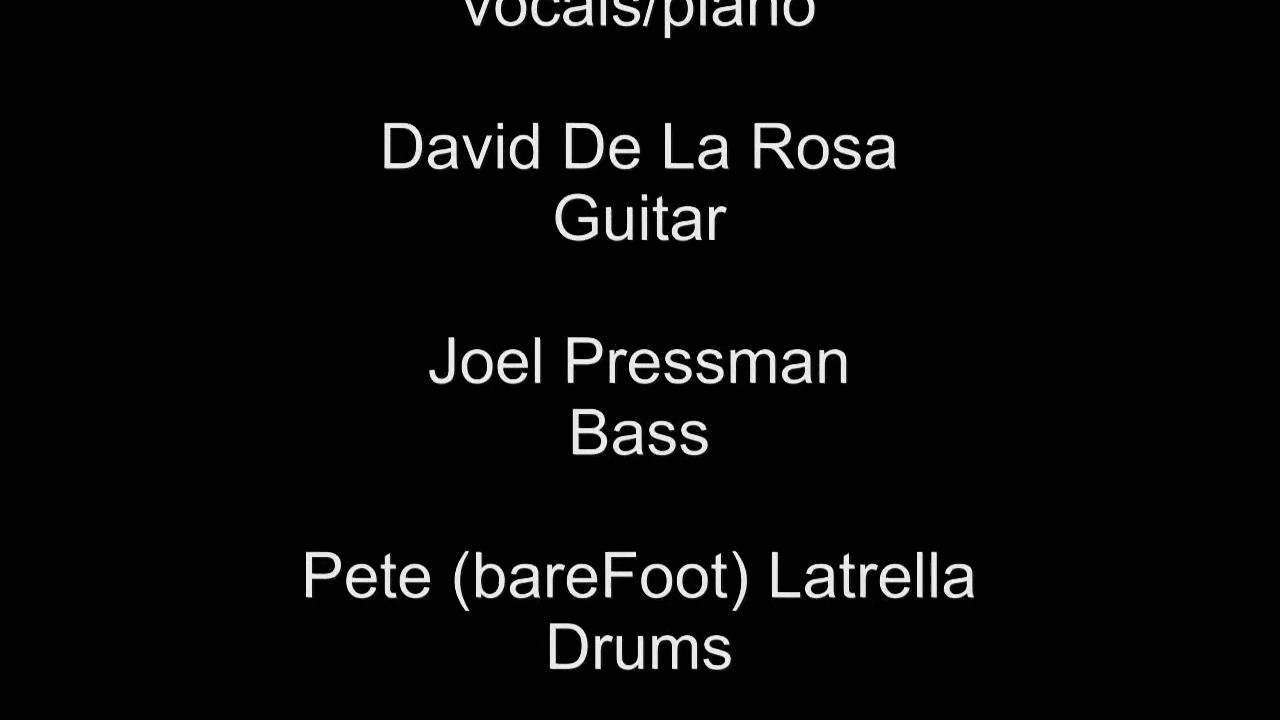 vocals/piano
David De La Rosa
Guitar
Joel Pressman
Bass
Pete (bareFoot) Latrella
Drums